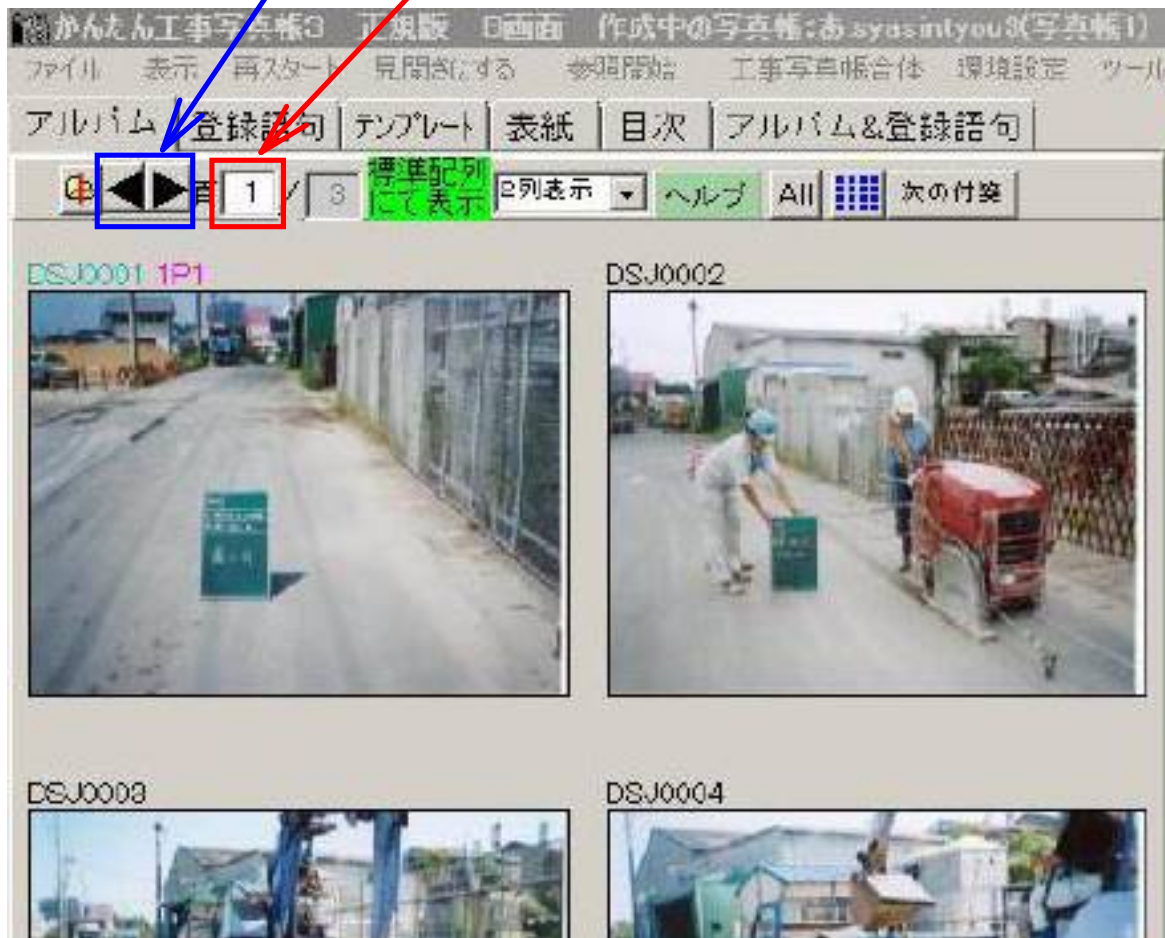 かんたん工事写真帳3 正規版 B画面 作成中の写真帳:あ.syasintyou3(写真帳1)
ファイル 表示 再スタート 見開きにする 参照開始 工事写真帳合体 環境設定 ツール
アルバム 登録語句 テンプレート 表紙 目次 アルバム&登録語句
頁 1 / 3 標準配列にて表示 2列表示 ヘルプ All 次の付箋
DSJ0001 1P1 DSJ0002
DSJ0003 DSJ0004